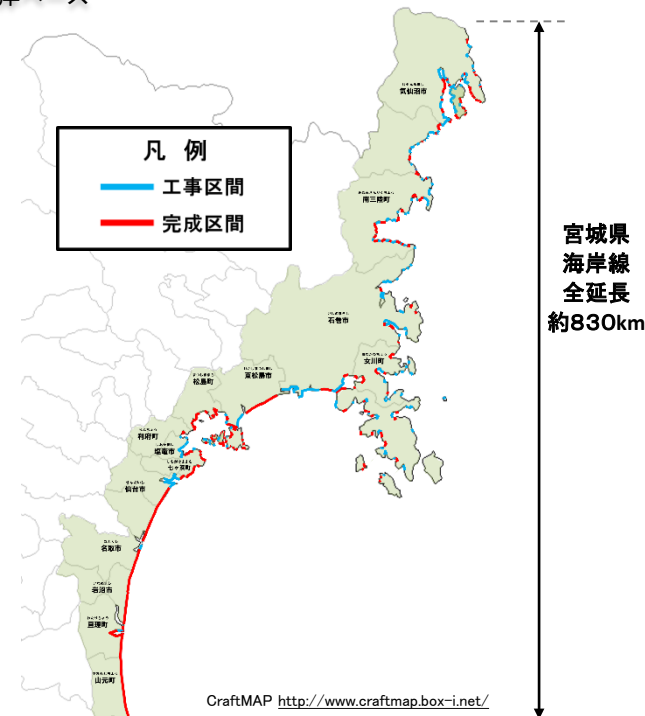 岸ベース
凡 例
工事区間
完成区間
気仙沼市
南三陸町
石巻市
女川町
東松島市
松島町
利府町
塩竈市
七ヶ浜町
仙台市
名取市
岩沼市
亘理町
山元町
宮城県
海岸線
全延長
約830km
CraftMAP http://www.craftmap.box-i.net/